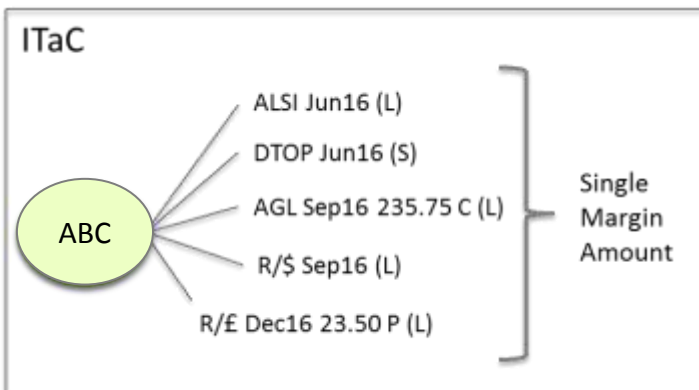 ITaC
ABC
ALSI Jun16 (L)
DTOP Jun16 (S)
AGL Sep16 235.75 C (L)
R/$ Sep16 (L)
R/£ Dec16 23.50 P (L)
Single
Margin
Amount